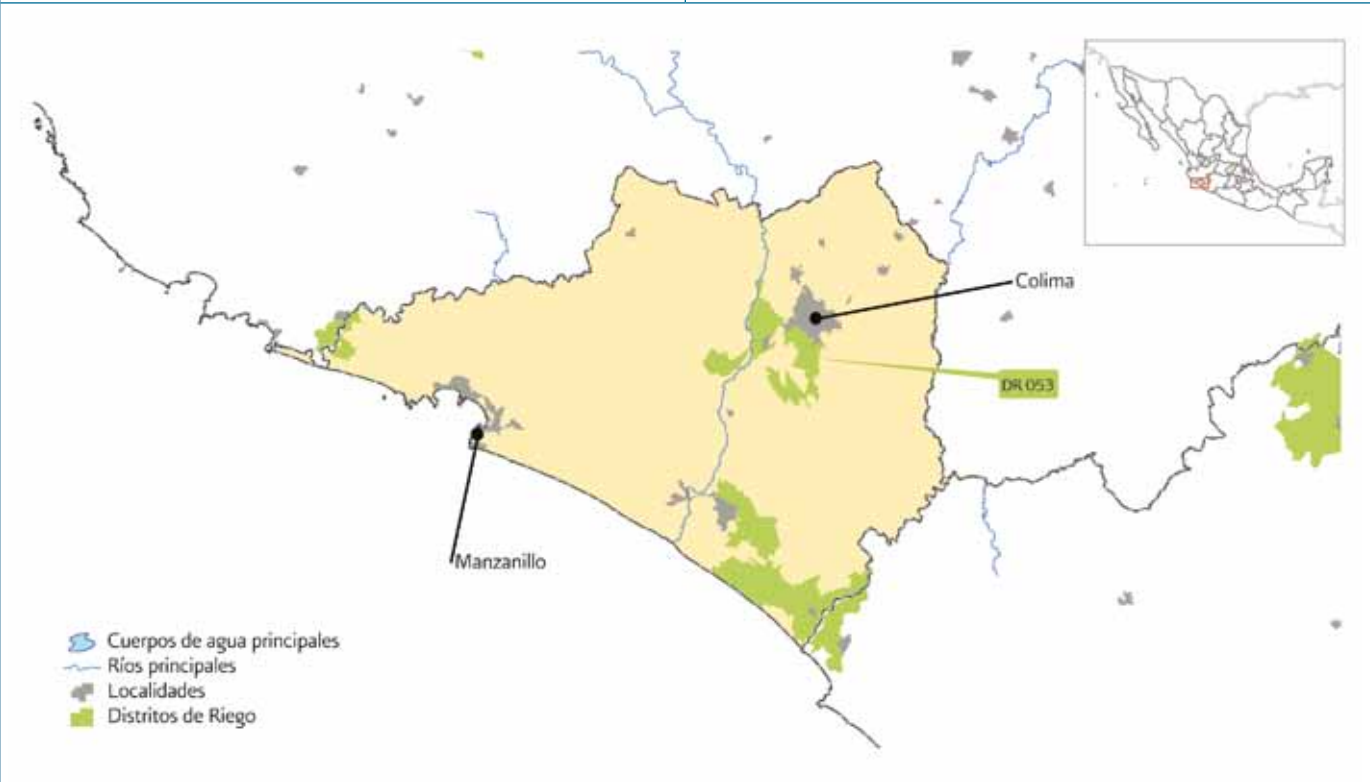 Colima
DR 053
Manzanillo
Cuerpos de agua principales
Ríos principales
Localidades
Distritos de Riego